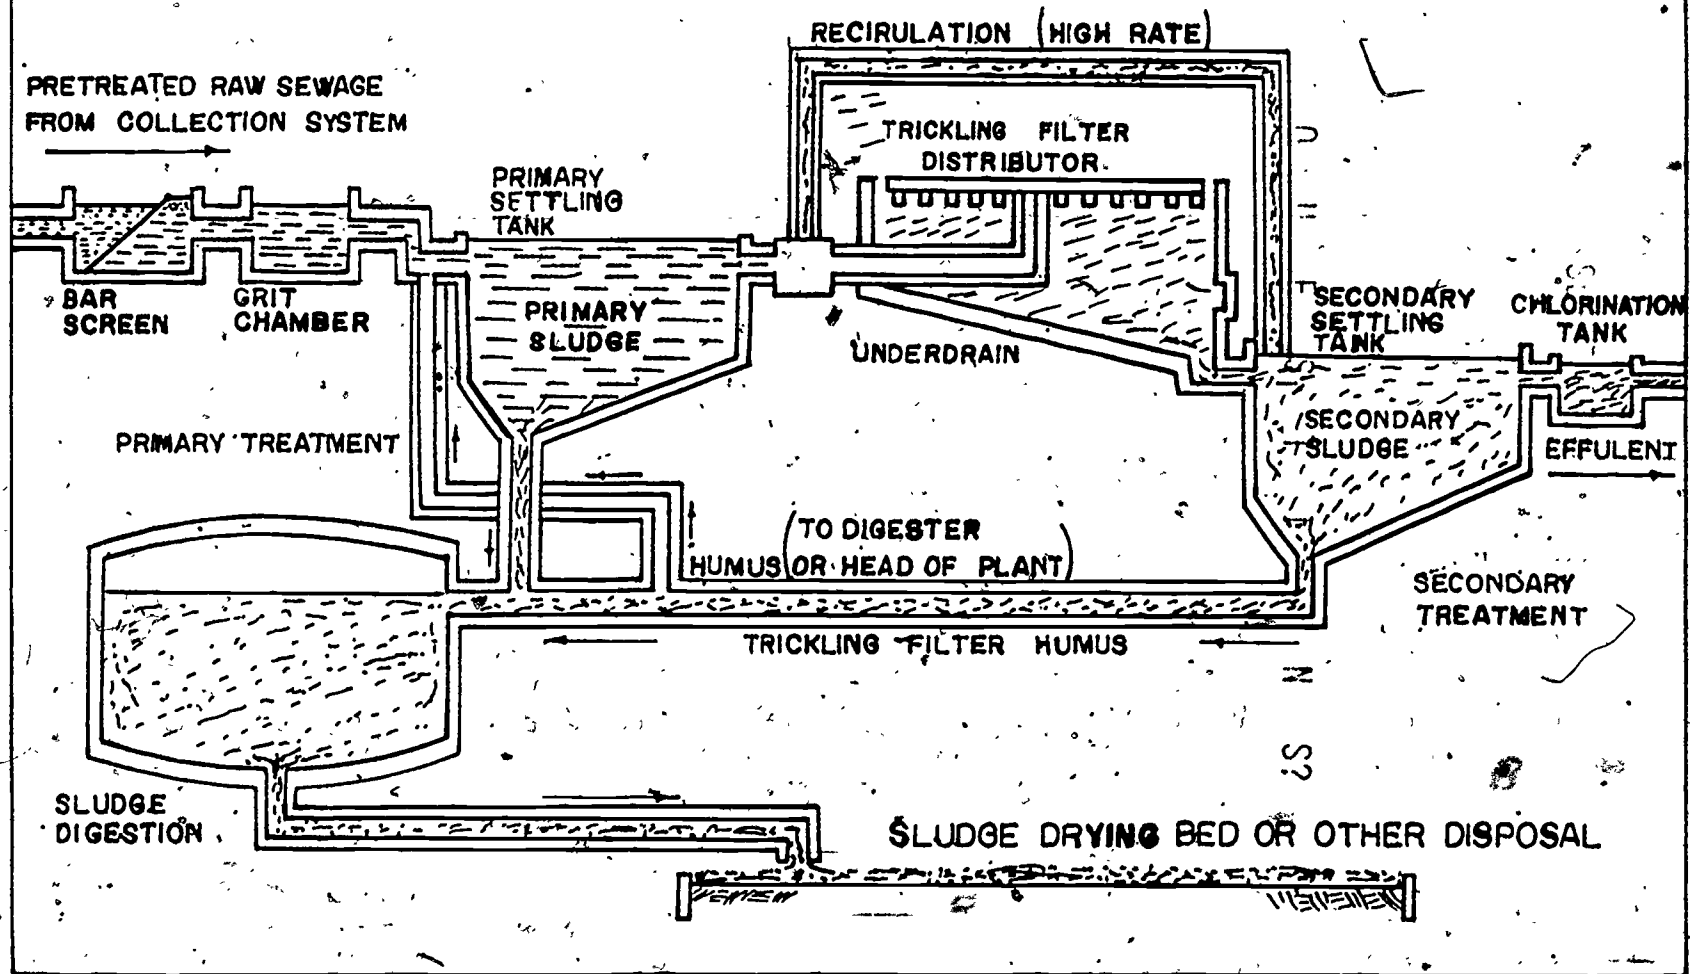 RECIRULATION (HIGH RATE)
PRETREATED RAW SEWAGE
FROM COLLECTION SYSTEM
TRICKLING FILTER
DISTRIBUTOR
PRIMARY
SETTLING
TANK
BAR
SCREEN
GRIT
CHAMBER
PRIMARY
SLUDGE
UNDERDRAIN
SECONDARY
SETTLING
TANK
CHLORINATION
TANK
PRIMARY TREATMENT
SECONDARY
SLUDGE
EFFULENT
(TO DIGESTER
HUMUS OR HEAD OF PLANT)
SECONDARY
TREATMENT
TRICKLING FILTER HUMUS
SLUDGE
DIGESTION
SLUDGE DRYING BED OR OTHER DISPOSAL